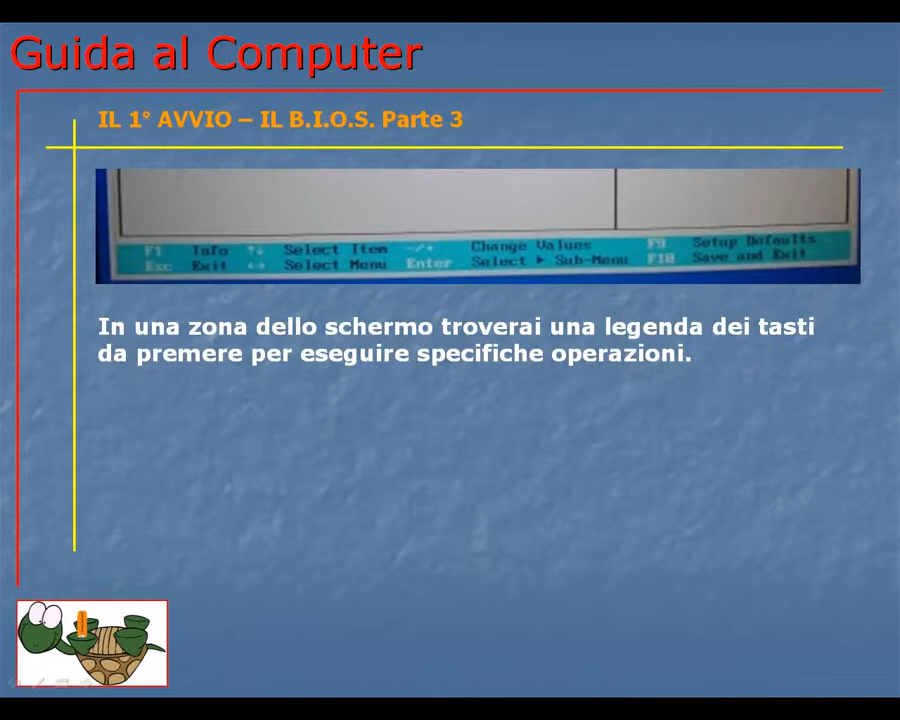 Guida al Computer
IL 1° AVVIO – IL B.I.O.S. Parte 3
F1 Info ↑↓ Select Item -/+ Change Values F9 Setup Defaults
Esc Exit ↔ Select Menu Enter Select ▶ Sub-Menu F10 Save and Exit
In una zona dello schermo troverai una legenda dei tasti
da premere per eseguire specifiche operazioni.